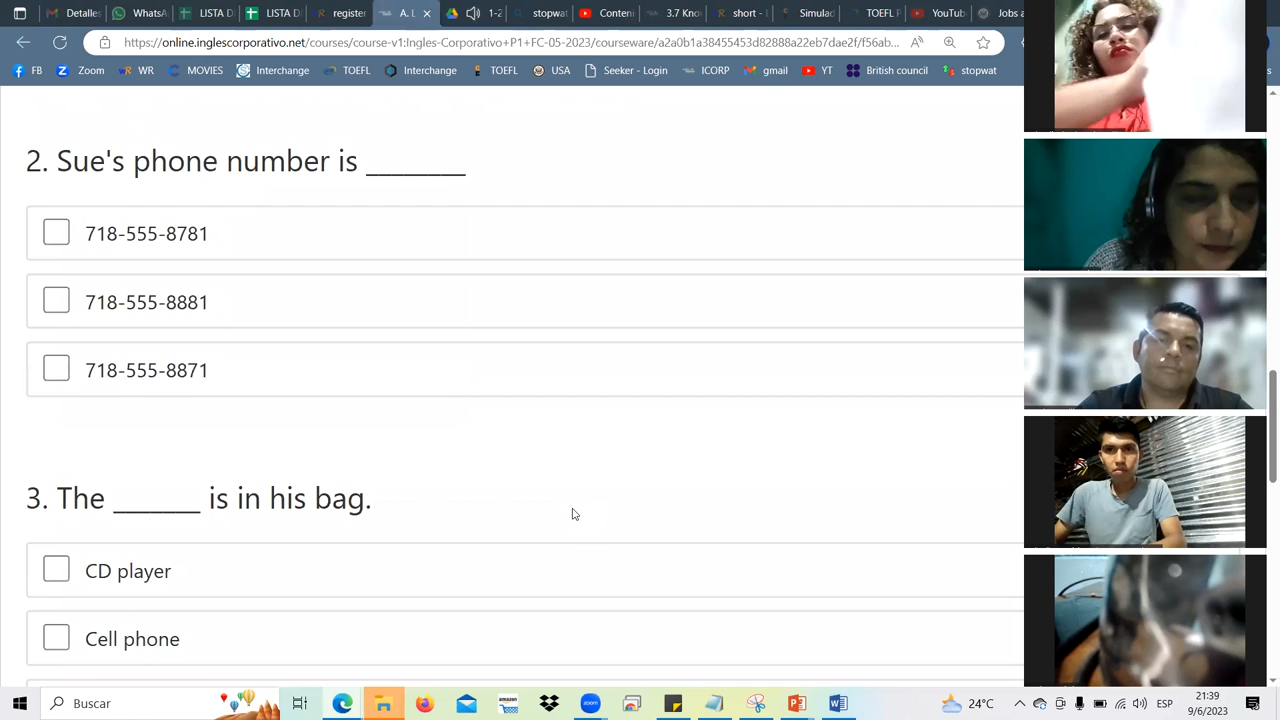 Detalles
WhatsA
LISTA D
LISTA D
register
A. L
1-2
stopwat
Conten
3.7 Kno
short - L
Simulad
TOEFL P
YouTub
Jobs a
https://online.inglescorporativo.net/courses/course-v1:Ingles-Corporativo+P1+FC-05-2023/courseware/a2a0b1a38455453d82888a22eb7dae2f/f56ab...
FB
Zoom
WR
MOVIES
Interchange
TOEFL
Interchange
TOEFL
USA
Seeker - Login
ICORP
gmail
YT
British council
stopwat
2. Sue's phone number is ________
718-555-8781
718-555-8881
718-555-8871
3. The _______ is in his bag.
CD player
Cell phone
Buscar
amazon
zoom
24°C
ESP
21:39
9/6/2023